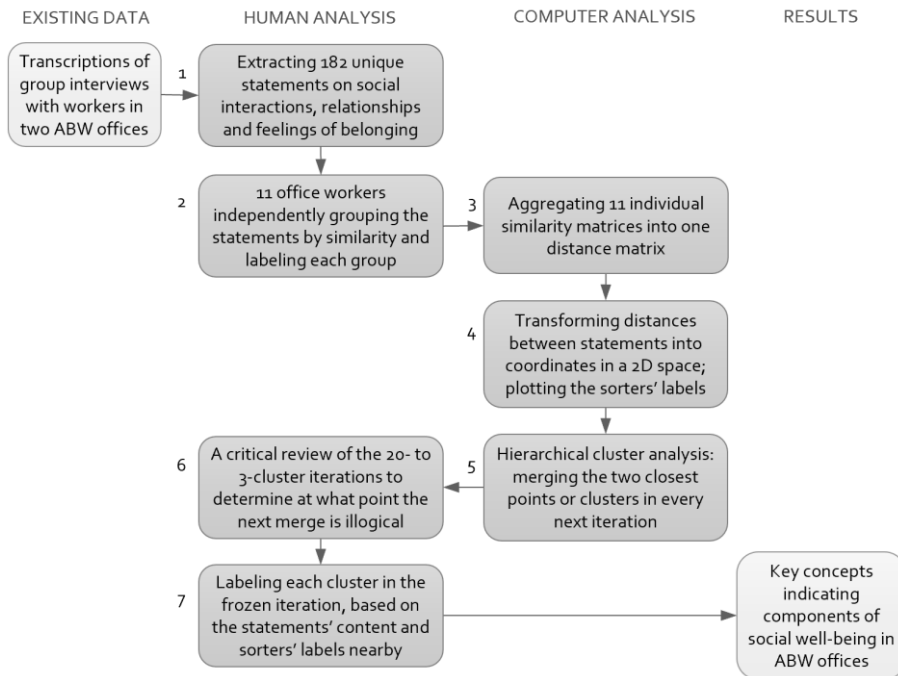 EXISTING DATA
HUMAN ANALYSIS
COMPUTER ANALYSIS
RESULTS
Transcriptions of
group interviews
with workers in
two ABW offices
1
Extracting 182 unique
statements on social
interactions, relationships
and feelings of belonging
2
11 office workers
independently grouping the
statements by similarity and
labeling each group
3
Aggregating 11 individual
similarity matrices into one
distance matrix
4
Transforming distances
between statements into
coordinates in a 2D space;
plotting the sorters’ labels
5
Hierarchical cluster analysis:
merging the two closest
points or clusters in every
next iteration
6
A critical review of the 20- to
3-cluster iterations to
determine at what point the
next merge is illogical
7
Labeling each cluster in the
frozen iteration, based on
the statements’ content and
sorters’ labels nearby
Key concepts
indicating
components of
social well-being in
ABW offices